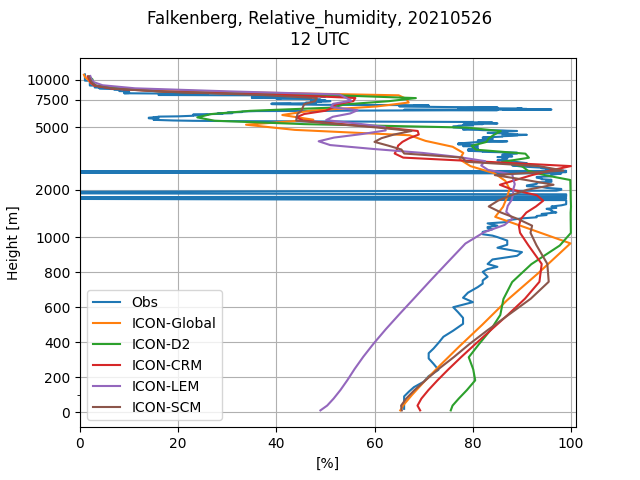 Falkenberg, Relative_humidity, 20210526
12 UTC
10000
7500
5000
2000
1000
800
600
400
200
0
Height [m]
Obs
ICON-Global
ICON-D2
ICON-CRM
ICON-LEM
ICON-SCM
0 20 40 60 80 100
[%]